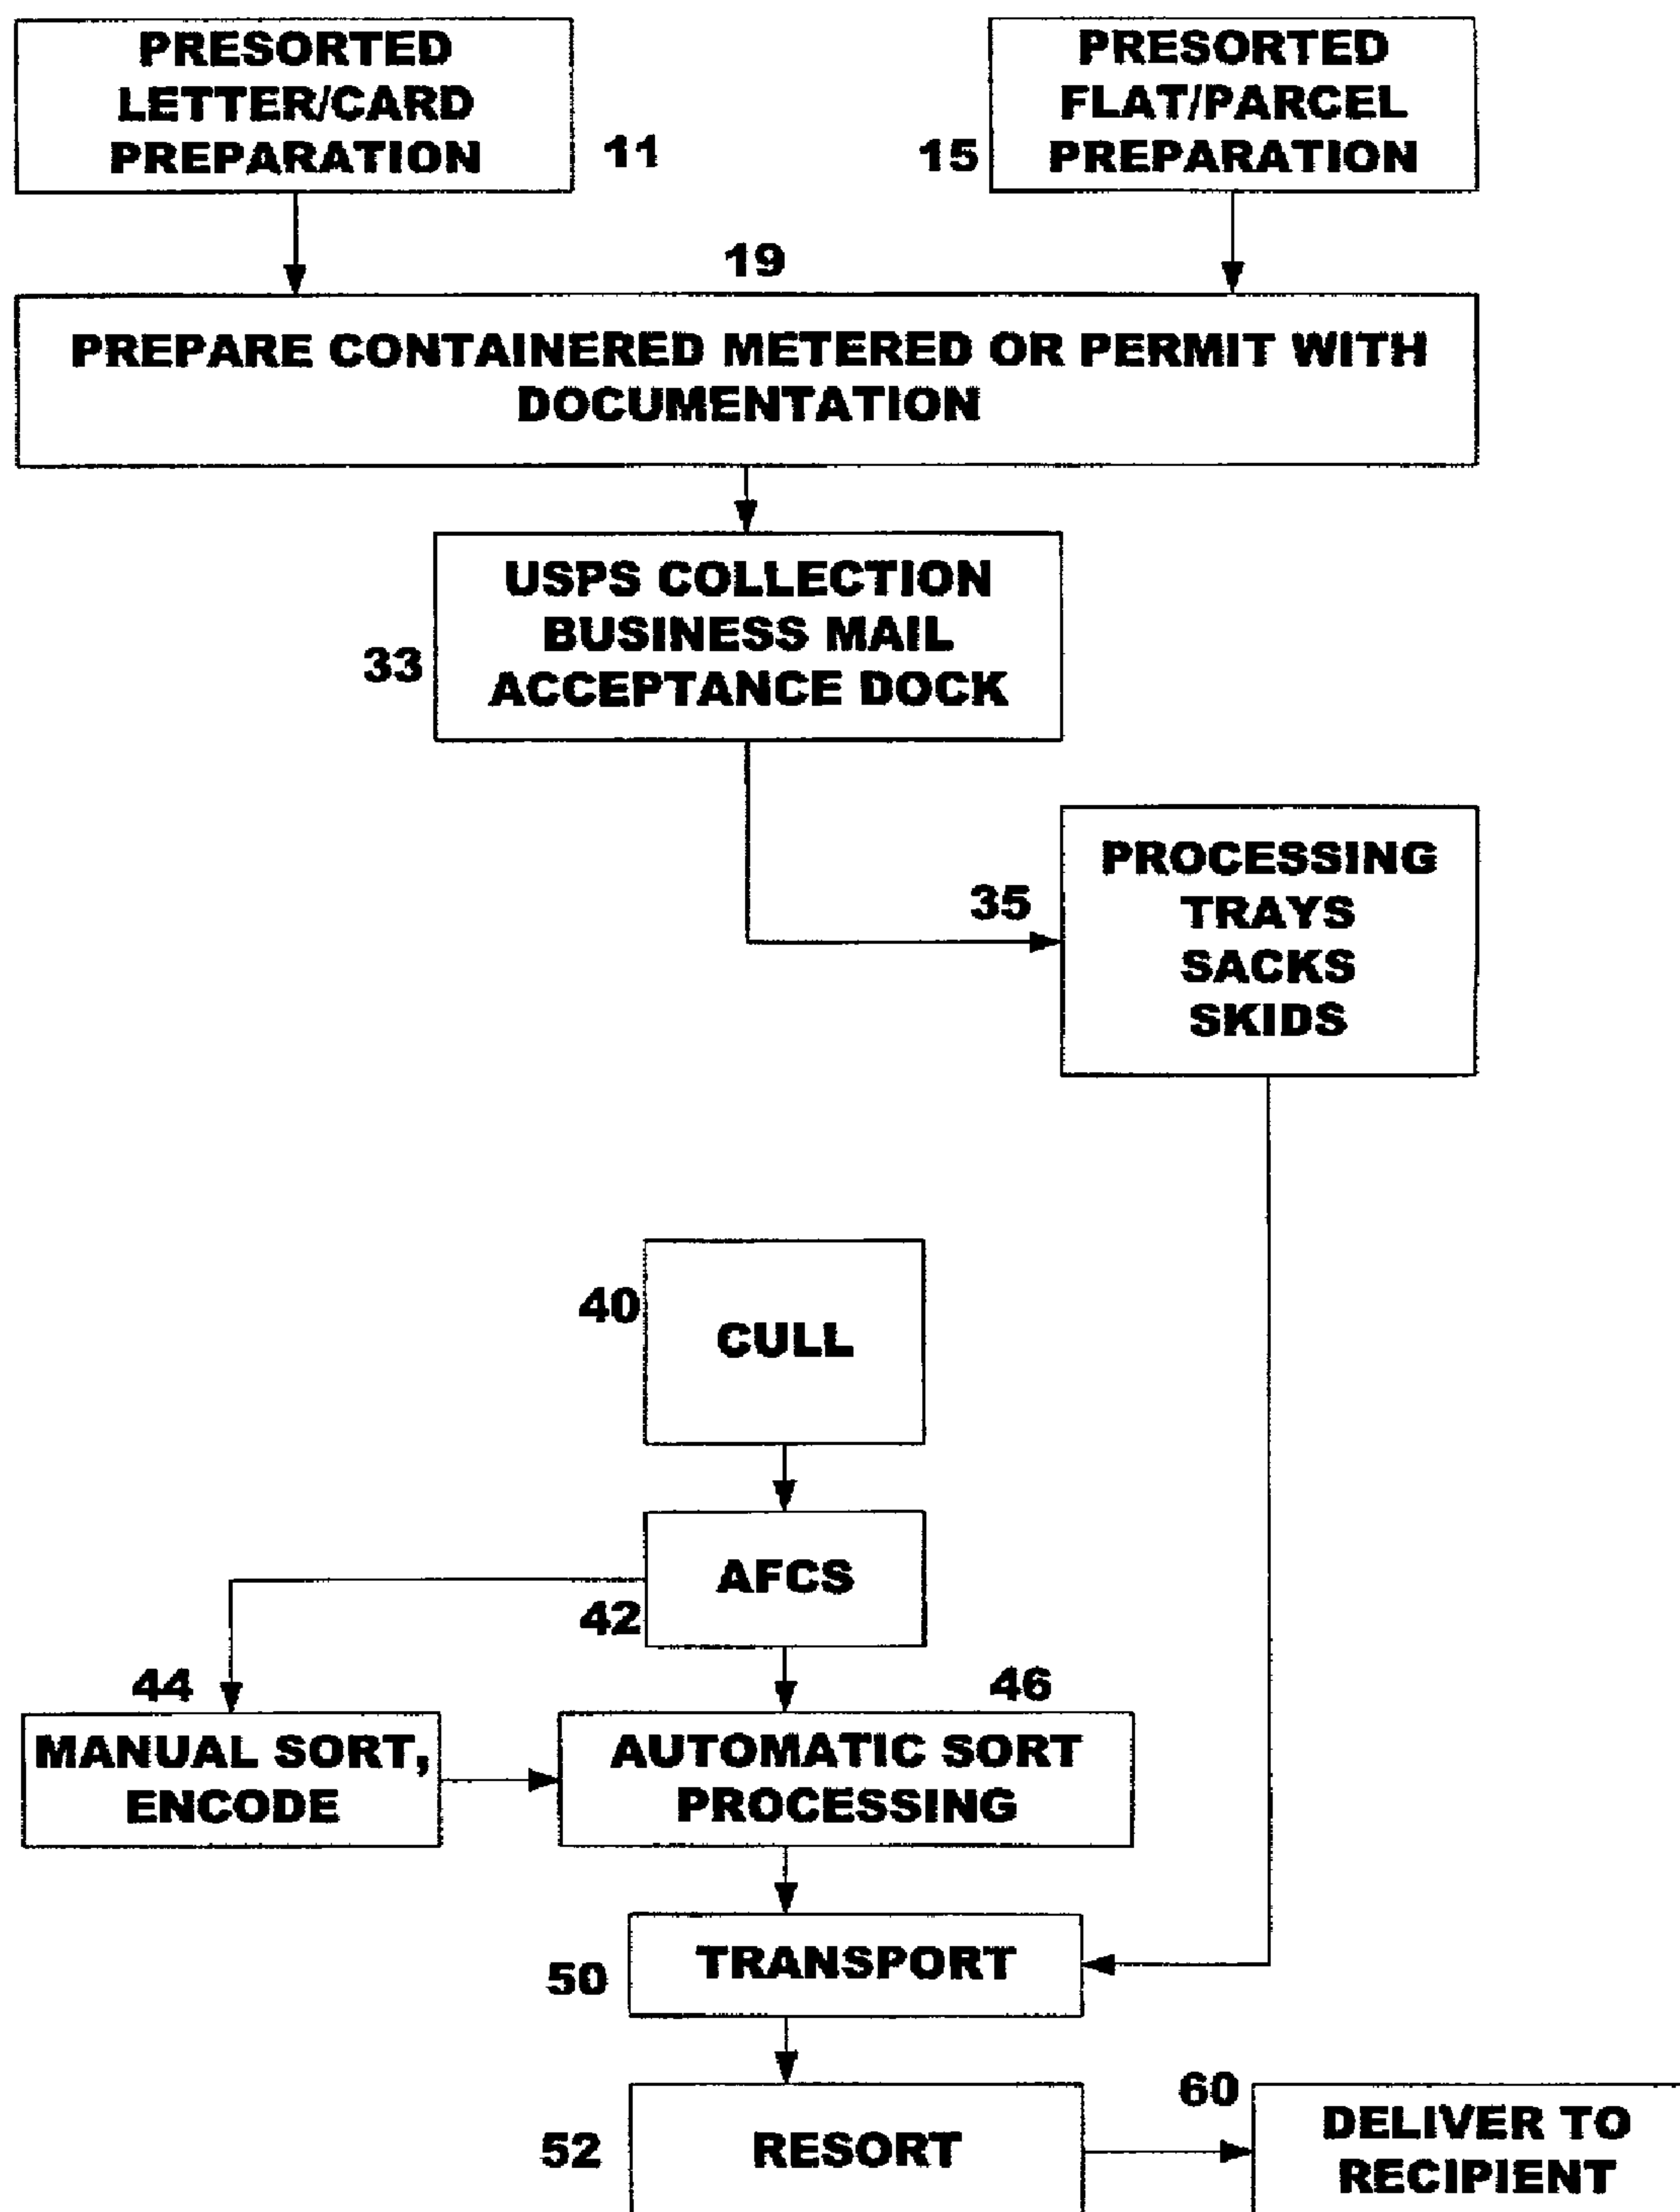 PRESORTED
LETTER/CARD
PREPARATION
11
15
PRESORTED
FLAT/PARCEL
PREPARATION
19
PREPARE CONTAINERED METERED OR PERMIT WITH
DOCUMENTATION
33
USPS COLLECTION
BUSINESS MAIL
ACCEPTANCE DOCK
35
PROCESSING
TRAYS
SACKS
SKIDS
40
CULL
AFCS
42
44
MANUAL SORT,
ENCODE
46
AUTOMATIC SORT
PROCESSING
50
TRANSPORT
52
RESORT
60
DELIVER TO
RECIPIENT